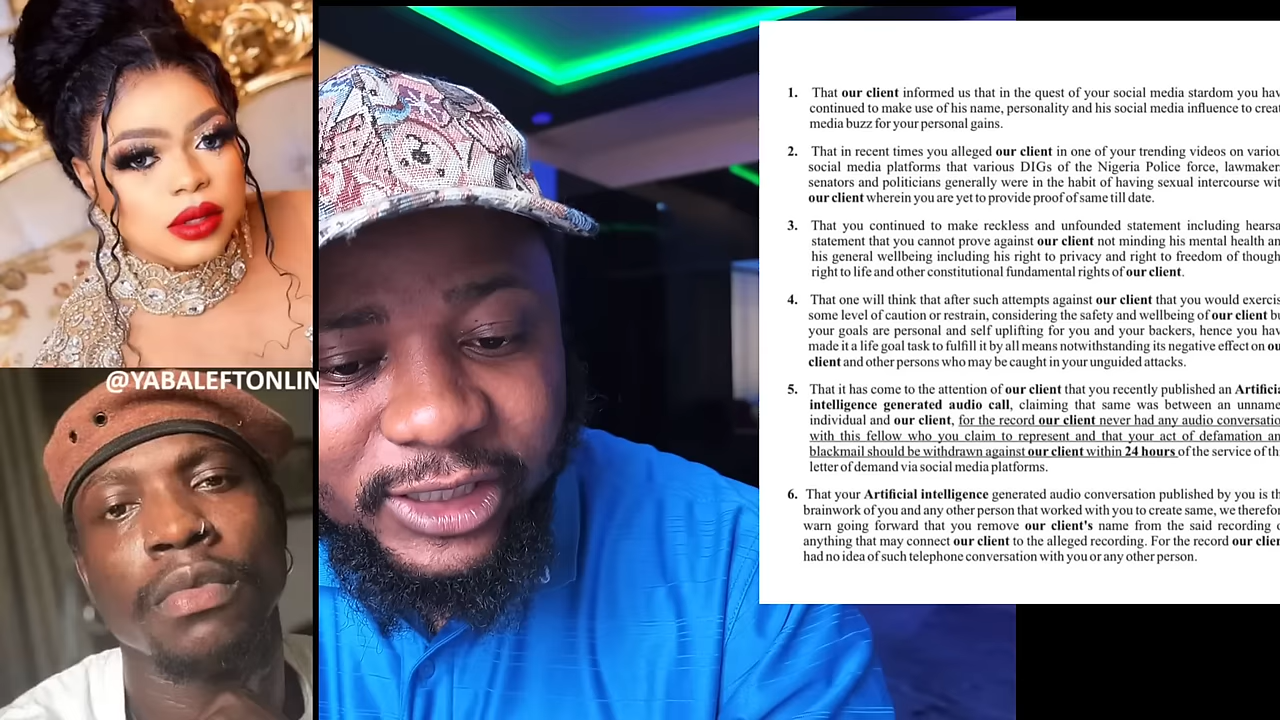 @YABALEFTONLIN
1. That our client informed us that in the quest of your social media stardom you hav
continued to make use of his name, personality and his social media influence to creat
media buzz for your personal gains.
2. That in recent times you alleged our client in one of your trending videos on variou
social media platforms that various DIGs of the Nigeria Police force, lawmaker
senators and politicians generally were in the habit of having sexual intercourse wit
our client wherein you are yet to provide proof of same till date.
3. That you continued to make reckless and unfounded statement including hearsa
statement that you cannot prove against our client not minding his mental health an
his general wellbeing including his right to privacy and right to freedom of though
right to life and other constitutional fundamental rights of our client.
4. That one will think that after such attempts against our client that you would exercis
some level of caution or restrain, considering the safety and wellbeing of our client bu
your goals are personal and self uplifting for you and your backers, hence you hav
made it a life goal task to fulfill it by all means notwithstanding its negative effect on ou
client and other persons who may be caught in your unguided attacks.
5. That it has come to the attention of our client that you recently published an Artificia
intelligence generated audio call, claiming that same was between an unname
individual and our client, for the record our client never had any audio conversatio
with this fellow who you claim to represent and that your act of defamation an
blackmail should be withdrawn against our client within 24 hours of the service of th
letter of demand via social media platforms.
6. That your Artificial intelligence generated audio conversation published by you is th
brainwork of you and any other person that worked with you to create same, we therefor
warn going forward that you remove our client's name from the said recording o
anything that may connect our client to the alleged recording. For the record our clien
had no idea of such telephone conversation with you or any other person.